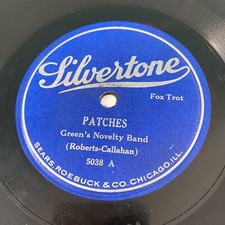 Silvertone
Fox Trot
PATCHES
Green's Novelty Band
(Roberts-Callahan)
5038 A
SEARS, ROEBUCK & CO. CHICAGO, ILL.